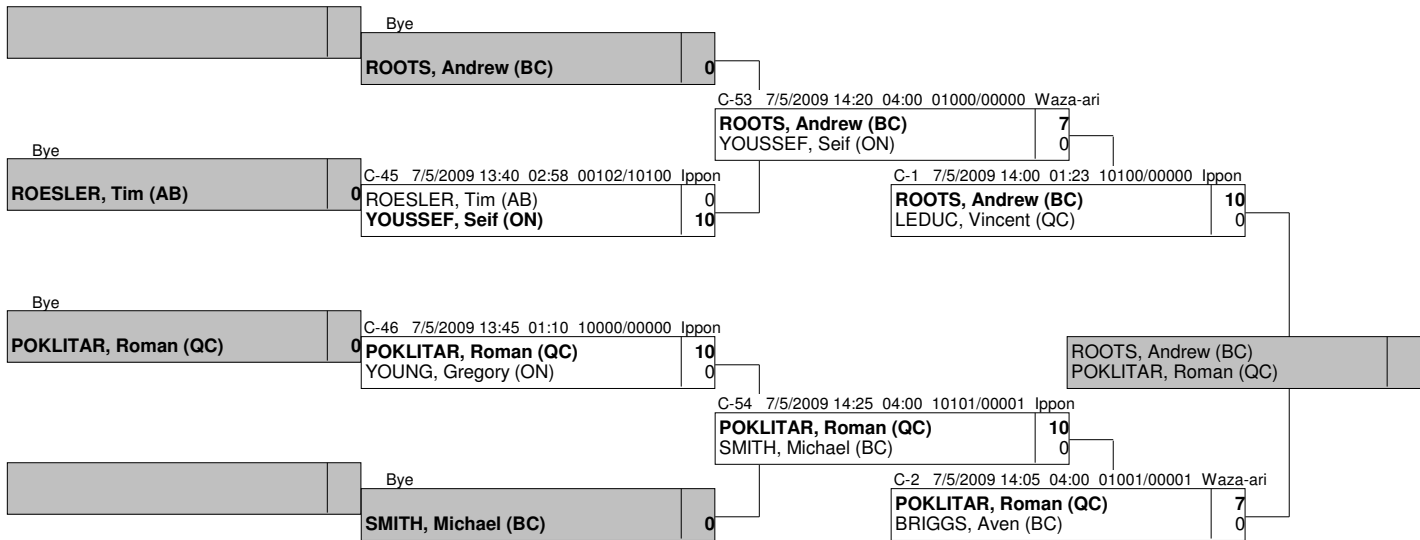 Bye
ROOTS, Andrew (BC) 0
C-53 7/5/2009 14:20 04:00 01000/00000 Waza-ari
ROOTS, Andrew (BC) 7
YOUSSEF, Seif (ON) 0
Bye
ROESLER, Tim (AB) 0
C-45 7/5/2009 13:40 02:58 00102/10100 Ippon
ROESLER, Tim (AB) 0
YOUSSEF, Seif (ON) 10
C-1 7/5/2009 14:00 01:23 10100/00000 Ippon
ROOTS, Andrew (BC) 10
LEDUC, Vincent (QC) 0
Bye
POKLITAR, Roman (QC) 0
C-46 7/5/2009 13:45 01:10 10000/00000 Ippon
POKLITAR, Roman (QC) 10
YOUNG, Gregory (ON) 0
ROOTS, Andrew (BC)
POKLITAR, Roman (QC)
C-54 7/5/2009 14:25 04:00 10101/00001 Ippon
POKLITAR, Roman (QC) 10
SMITH, Michael (BC) 0
Bye
SMITH, Michael (BC) 0
C-2 7/5/2009 14:05 04:00 01001/00001 Waza-ari
POKLITAR, Roman (QC) 7
BRIGGS, Aven (BC) 0